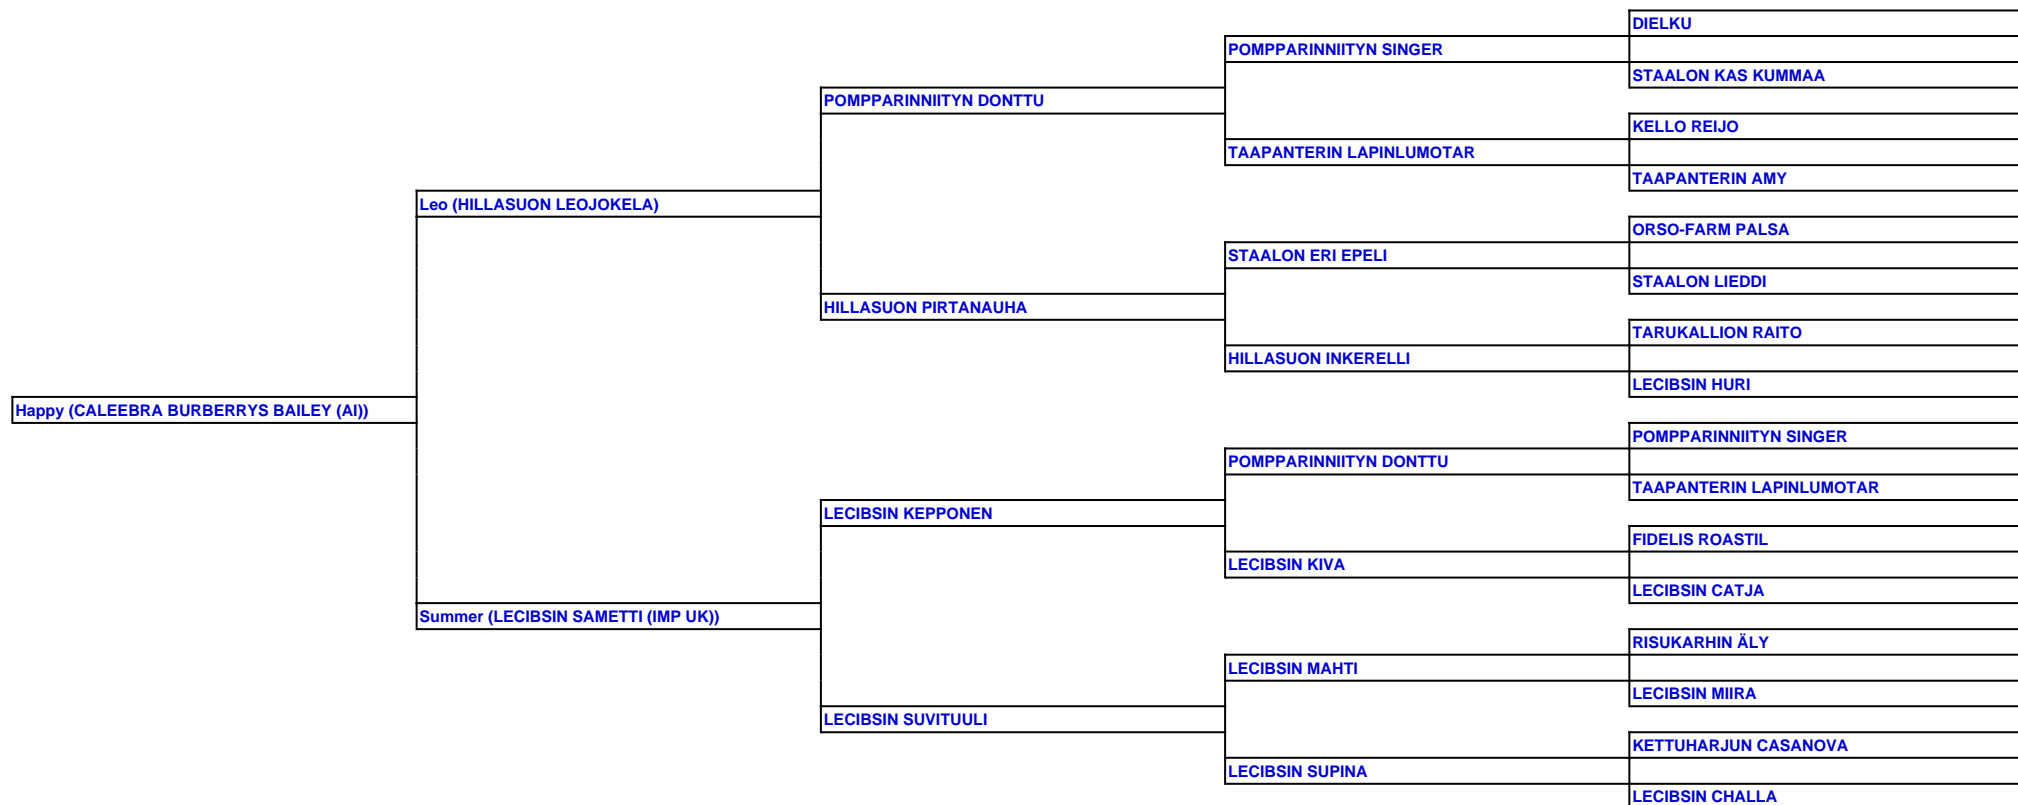 DIELKU
POMPPARINNIITYN SINGER
STAALON KAS KUMMAA
POMPPARINNIITYN DONTTU
KELLO REIJO
TAAPANTERIN LAPINLUMOTAR
TAAPANTERIN AMY
Leo (HILLASUON LEOJOKELA)
ORSO-FARM PALSA
STAALON ERI EPELI
STAALON LIEDDI
HILLASUON PIRTANAUHA
TARUKALLION RAITO
HILLASUON INKERELLI
LECIBSIN HURI
Happy (CALEEBRA BURBERRYS BAILEY (AI))
POMPPARINNIITYN SINGER
POMPPARINNIITYN DONTTU
TAAPANTERIN LAPINLUMOTAR
LECIBSIN KEPPONEN
FIDELIS ROASTIL
LECIBSIN KIVA
LECIBSIN CATJA
Summer (LECIBSIN SAMETTI (IMP UK))
RISUKARHIN ÄLY
LECIBSIN MAHTI
LECIBSIN MIIRA
LECIBSIN SUVITUULI
KETTUHARJUN CASANOVA
LECIBSIN SUPINA
LECIBSIN CHALLA